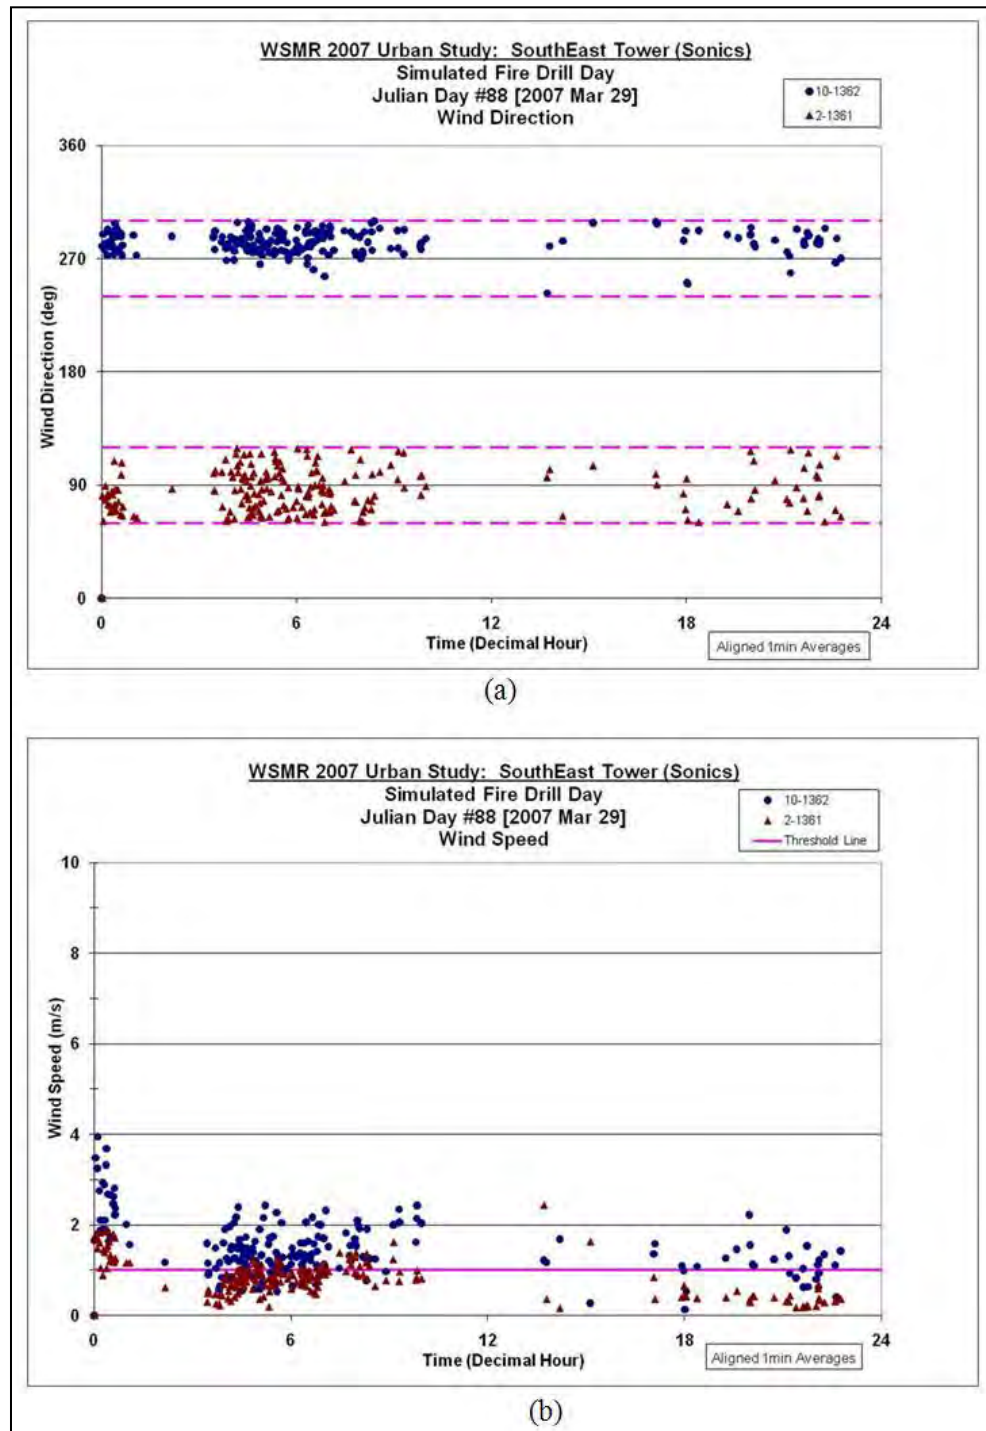 WSMR 2007 Urban Study: SouthEast Tower (Sonics)
Simulated Fire Drill Day
Julian Day #88 [2007 Mar 29]
Wind Direction
10-1362
2-1361
360
270
180
90
0
Wind Direction (deg)
0 6 12 18 24
Time (Decimal Hour)
Aligned 1min Averages
(a)
WSMR 2007 Urban Study: SouthEast Tower (Sonics)
Simulated Fire Drill Day
Julian Day #88 [2007 Mar 29]
Wind Speed
10-1362
2-1361
Threshold Line
10
8
6
4
2
0
Wind Speed (m/s)
0 6 12 18 24
Time (Decimal Hour)
Aligned 1min Averages
(b)